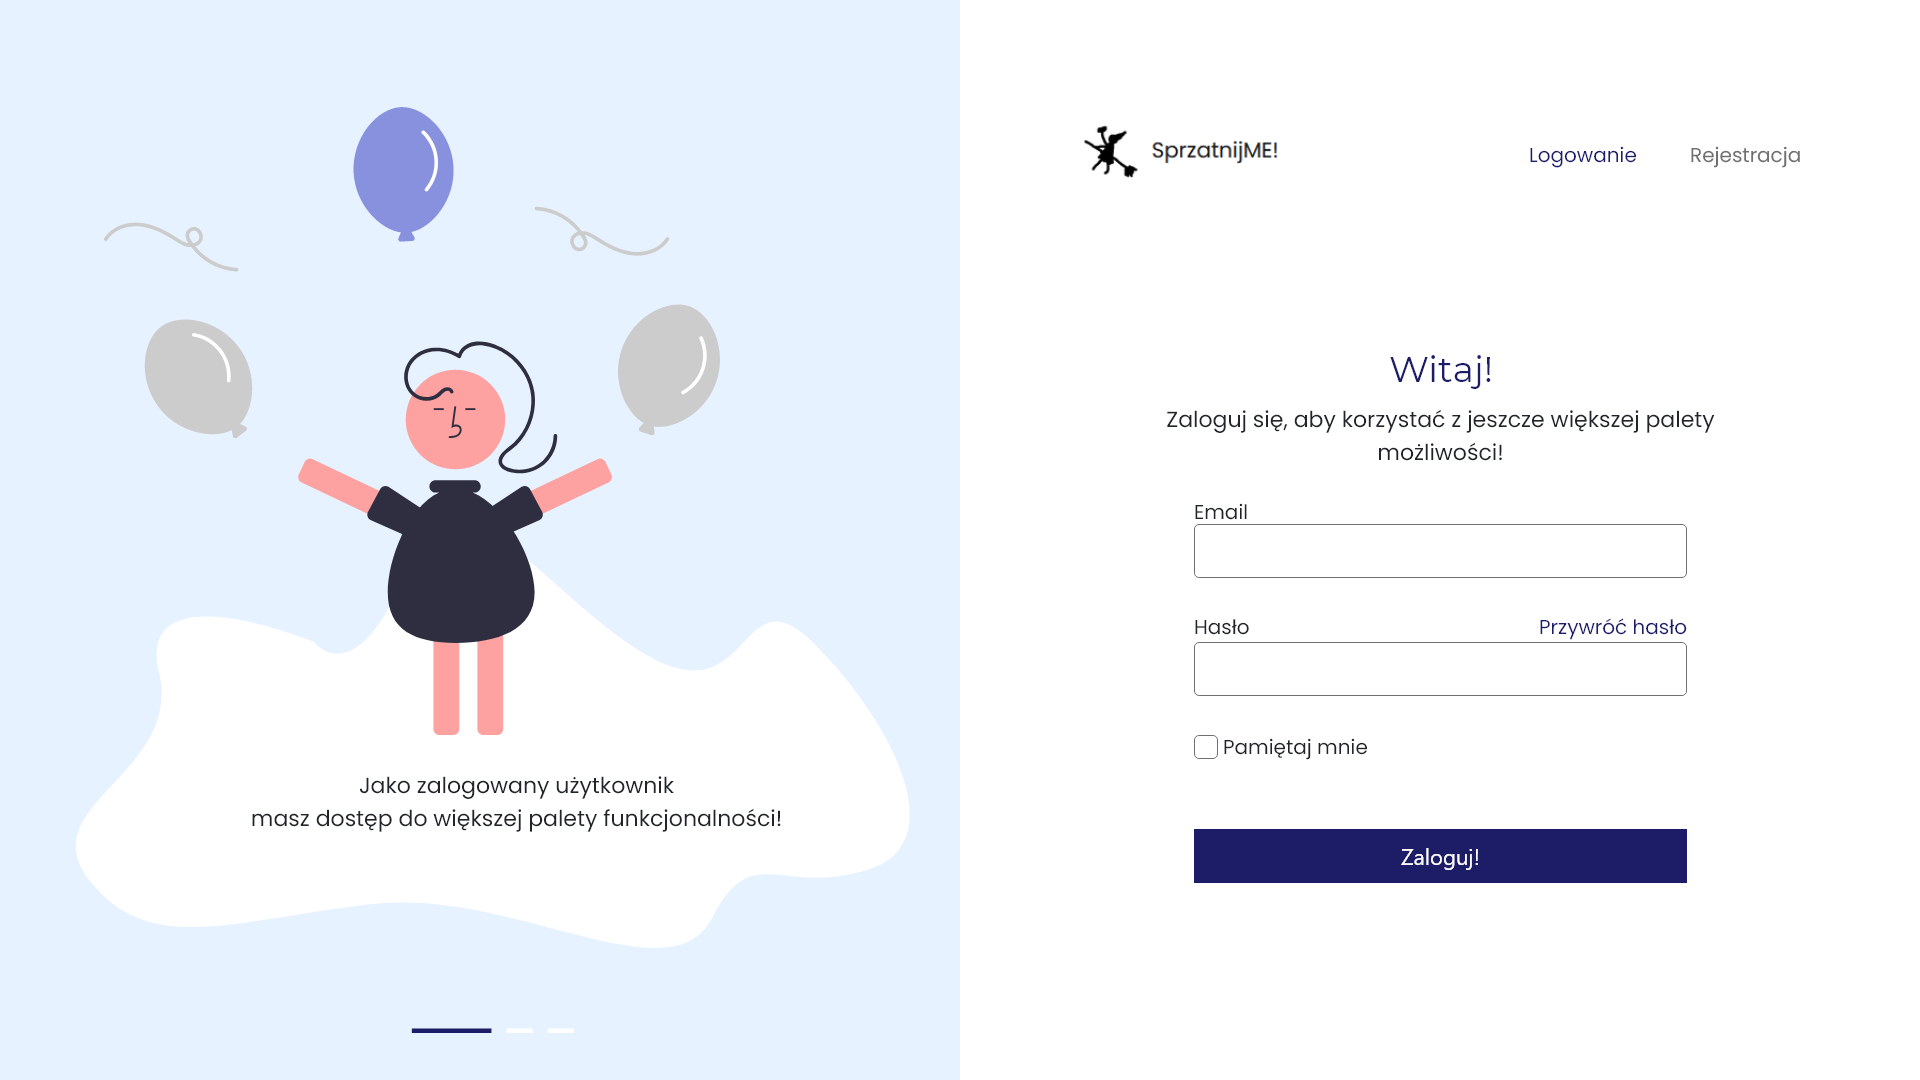 Jako zalogowany użytkownik
masz dostęp do większej palety funkcjonalności!
SprzatnijME!
Logowanie
Rejestracja
Witaj!
Zaloguj się, aby korzystać z jeszcze większej palety
możliwości!
Email
Hasło
Przywróć hasło
Pamiętaj mnie
Zaloguj!